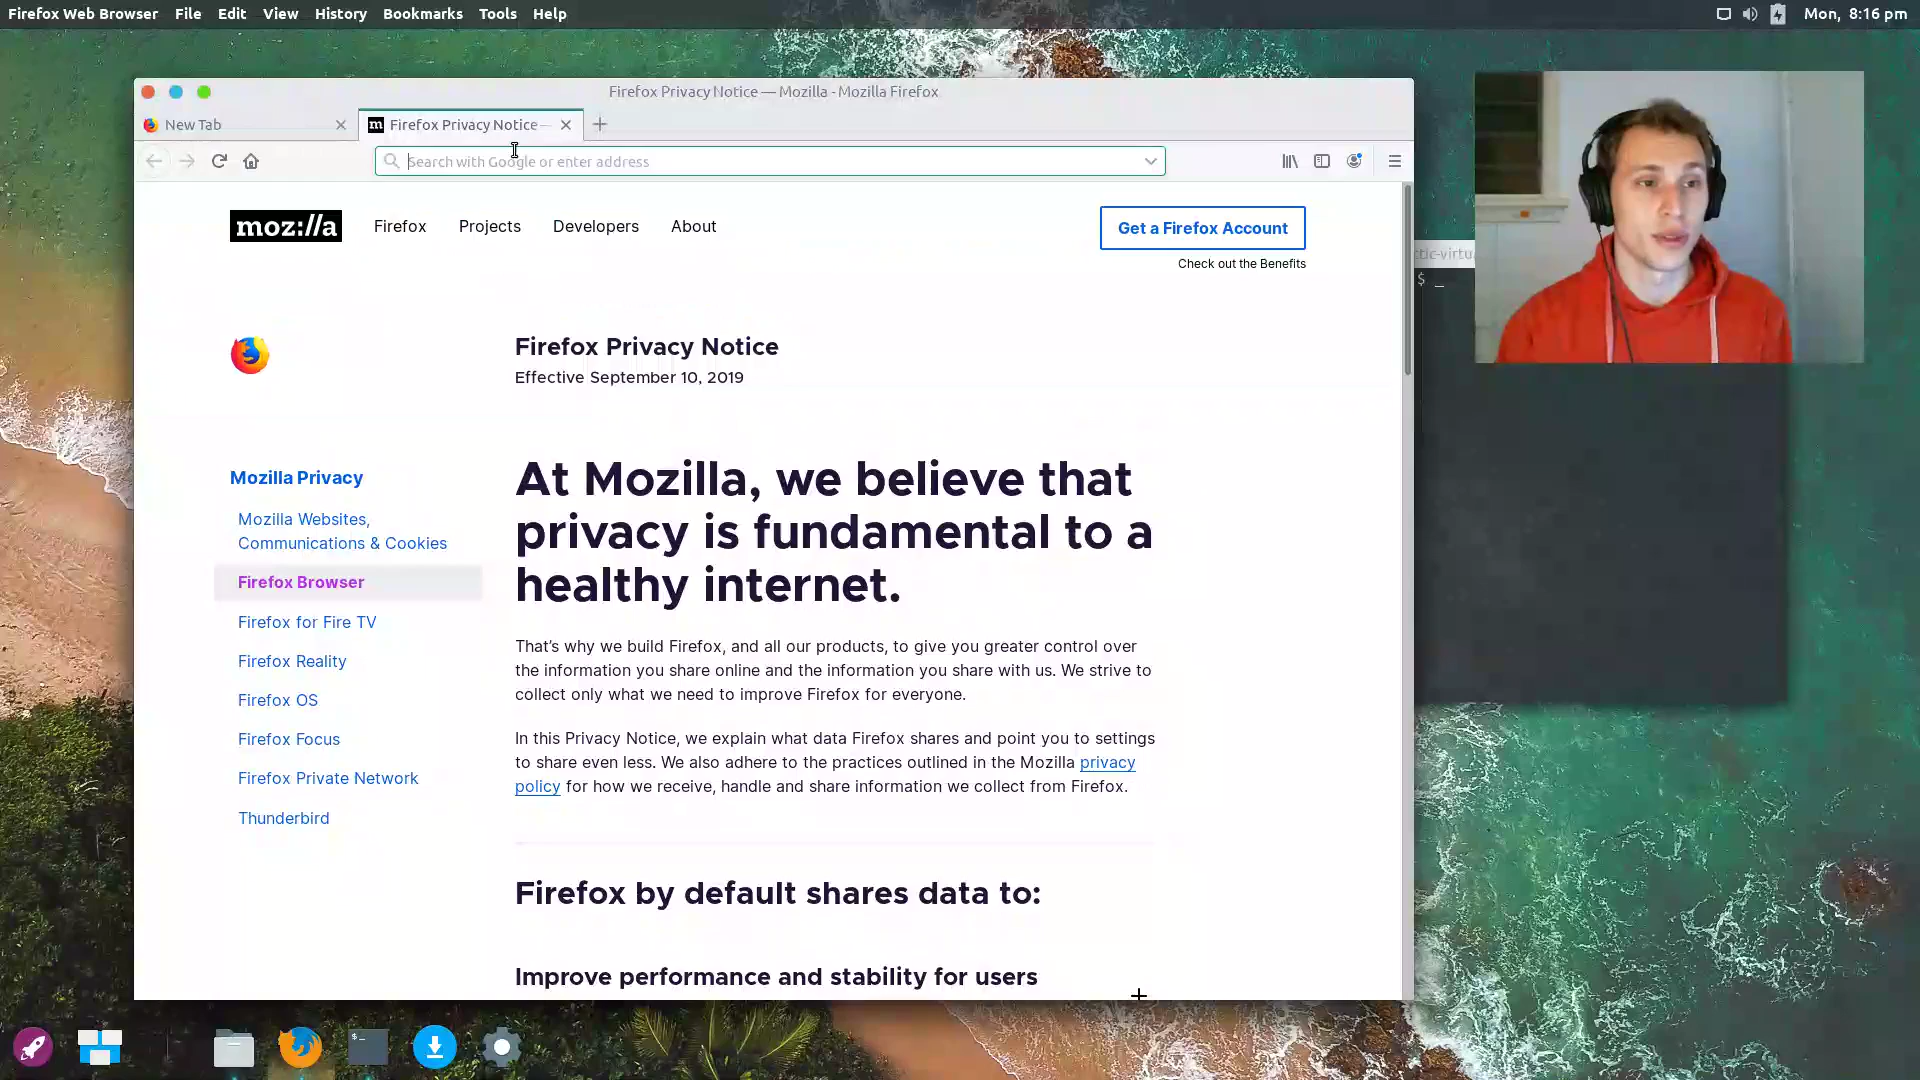 Firefox Web Browser File Edit View History Bookmarks Tools Help
Mon, 8:16 pm
Firefox Privacy Notice — Mozilla - Mozilla Firefox
New Tab
Firefox Privacy Notice —
Search with Google or enter address
moz://a
Firefox Projects Developers About
Get a Firefox Account
Check out the Benefits
$ _
Firefox Privacy Notice
Effective September 10, 2019
Mozilla Privacy
Mozilla Websites,
Communications & Cookies
Firefox Browser
Firefox for Fire TV
Firefox Reality
Firefox OS
Firefox Focus
Firefox Private Network
Thunderbird
At Mozilla, we believe that
privacy is fundamental to a
healthy internet.
That’s why we build Firefox, and all our products, to give you greater control over
the information you share online and the information you share with us. We strive to
collect only what we need to improve Firefox for everyone.
In this Privacy Notice, we explain what data Firefox shares and point you to settings
to share even less. We also adhere to the practices outlined in the Mozilla privacy
policy for how we receive, handle and share information we collect from Firefox.
Firefox by default shares data to:
Improve performance and stability for users